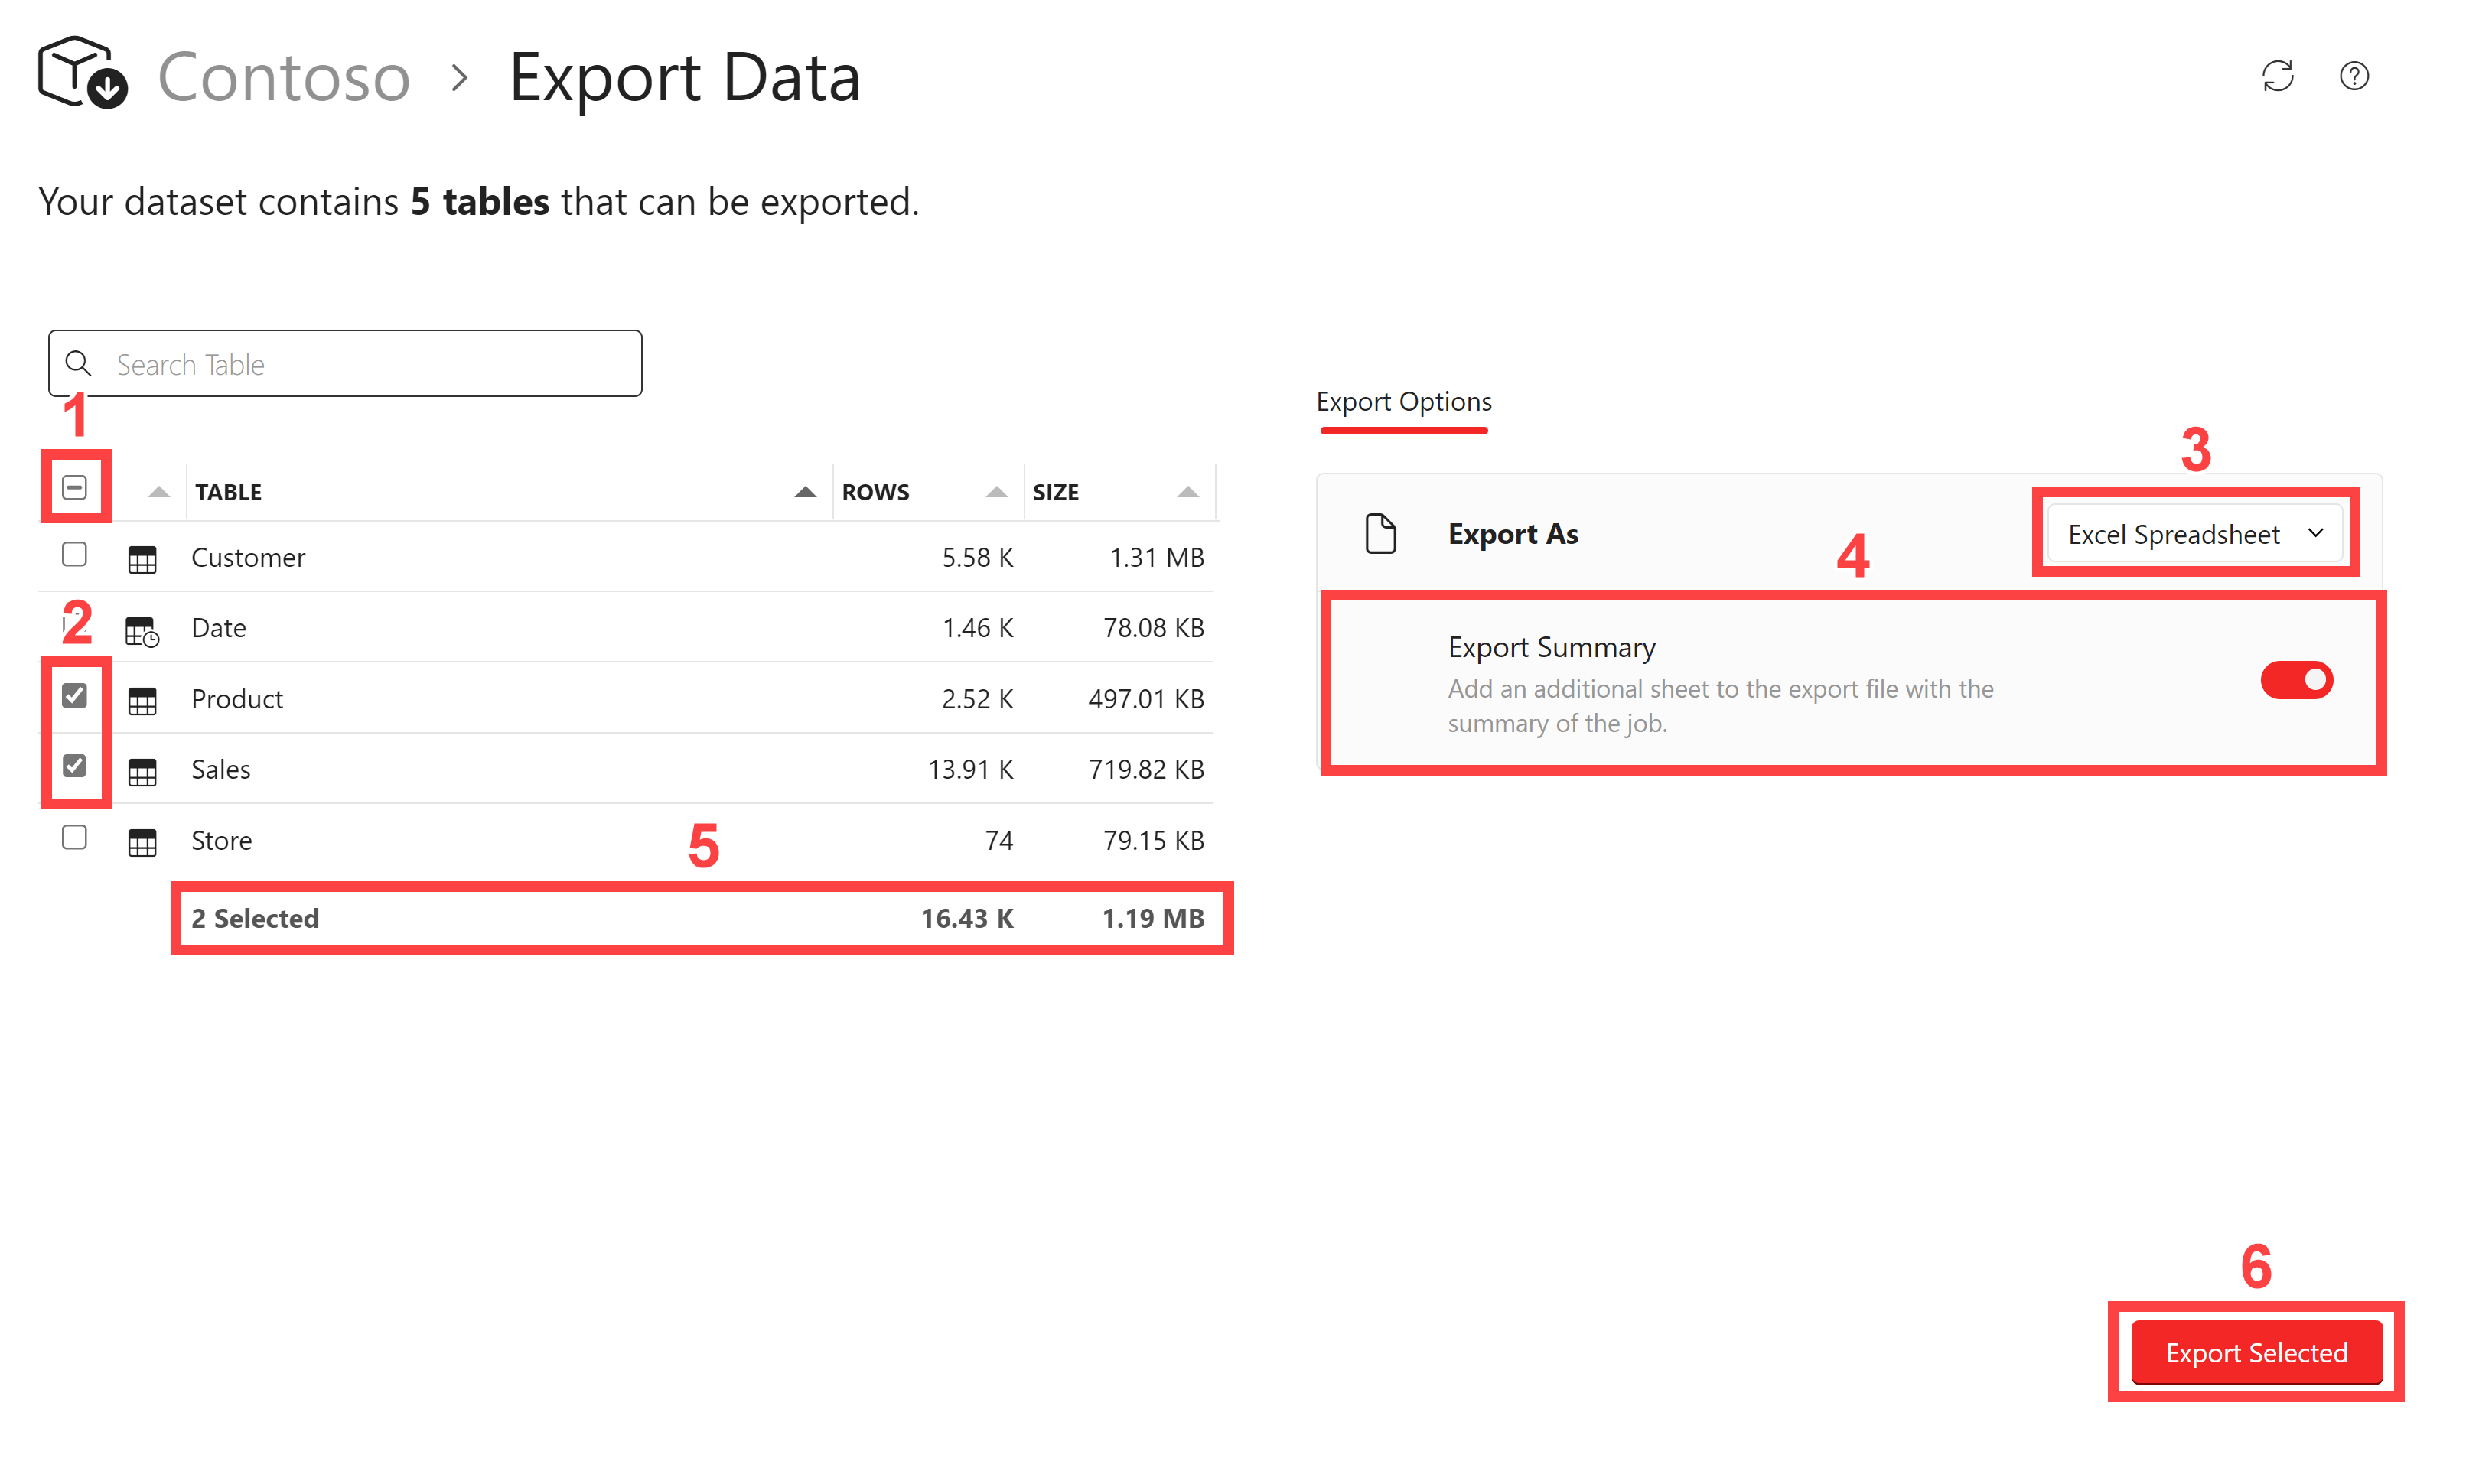 Contoso > Export Data
Your dataset contains 5 tables that can be exported.
Search Table
1
TABLE ROWS SIZE
Customer 5.58 K 1.31 MB
2
Date 1.46 K 78.08 KB
Product 2.52 K 497.01 KB
Sales 13.91 K 719.82 KB
Store 74 79.15 KB
5
2 Selected 16.43 K 1.19 MB
Export Options
3
Export As Excel Spreadsheet
4
Export Summary
Add an additional sheet to the export file with the
summary of the job.
6
Export Selected